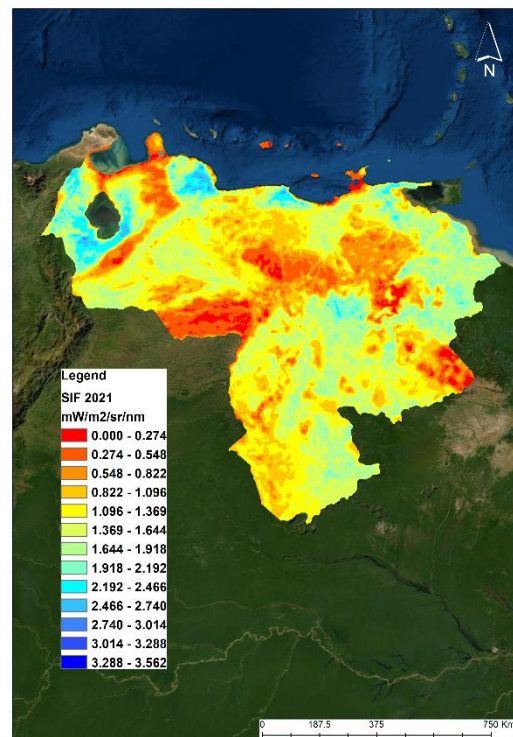 N
Legend
SIF 2021
mW/m2/sr/nm
0.000 - 0.274
0.274 - 0.548
0.548 - 0.822
0.822 - 1.096
1.096 - 1.369
1.369 - 1.644
1.644 - 1.918
1.918 - 2.192
2.192 - 2.466
2.466 - 2.740
2.740 - 3.014
3.014 - 3.288
3.288 - 3.562
0 187.5 375 750 Km